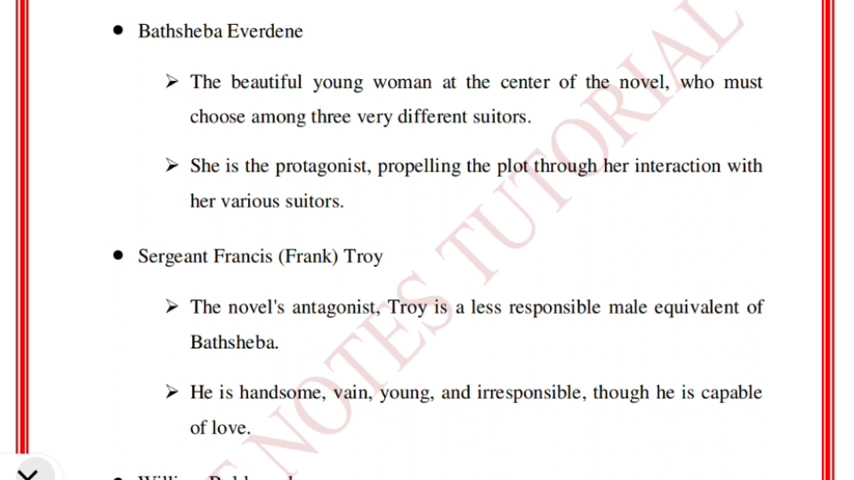 • Bathsheba Everdene
➢ The beautiful young woman at the center of the novel, who must
choose among three very different suitors.
➢ She is the protagonist, propelling the plot through her interaction with
her various suitors.
• Sergeant Francis (Frank) Troy
➢ The novel's antagonist, Troy is a less responsible male equivalent of
Bathsheba.
➢ He is handsome, vain, young, and irresponsible, though he is capable
of love.
NOTES TUTORIAL